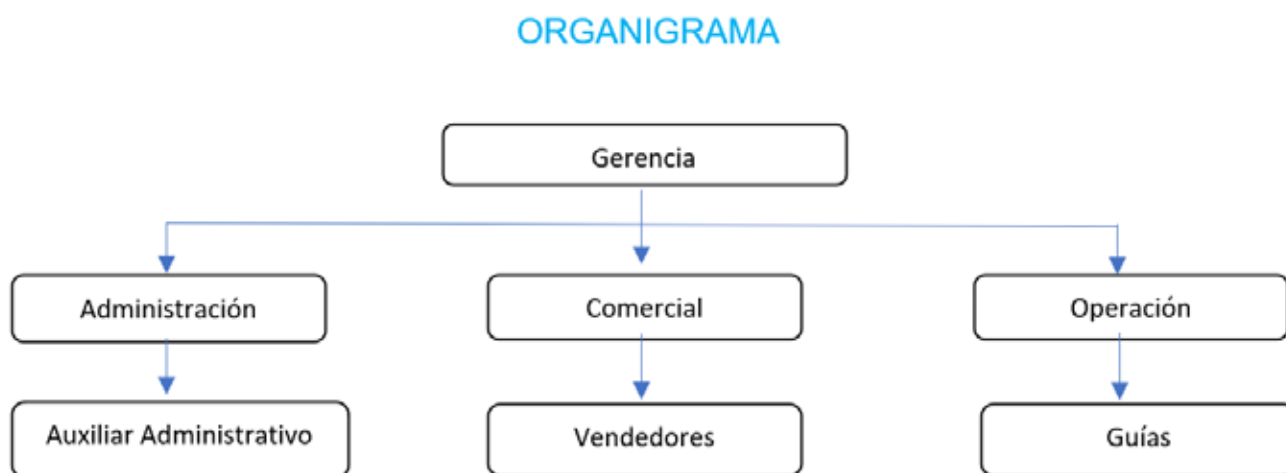 ORGANIGRAMA
Gerencia
Administración
Comercial
Operación
Auxiliar Administrativo
Vendedores
Guías